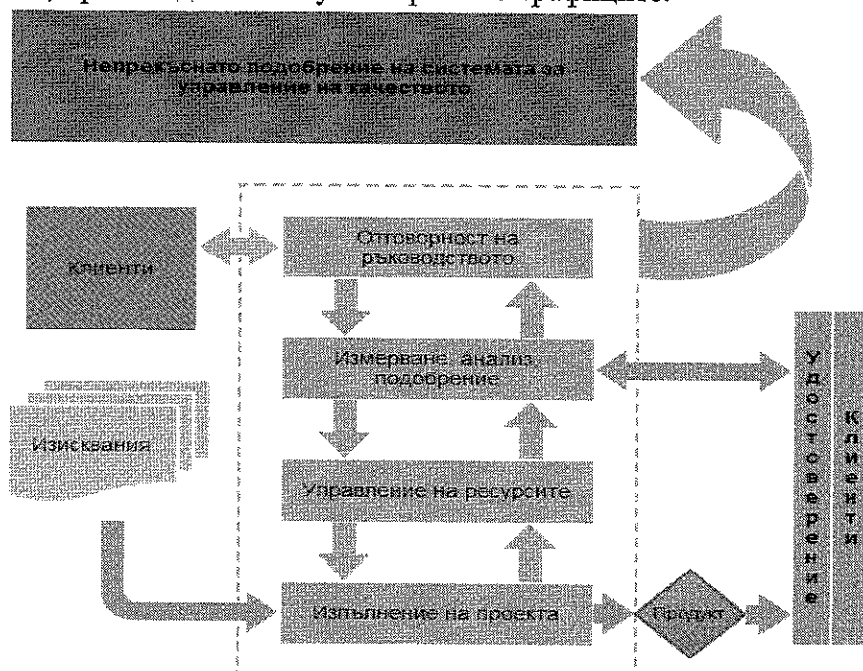 Непрекъснато подобрение на системата за
управление на качеството
Клиенти
Отговорност на
ръководството
Измерване, анализ,
подобрение
Изисквания
Управление на ресурсите
Изпълнение на проекта
Продукт
Удостоверение
Клиенти